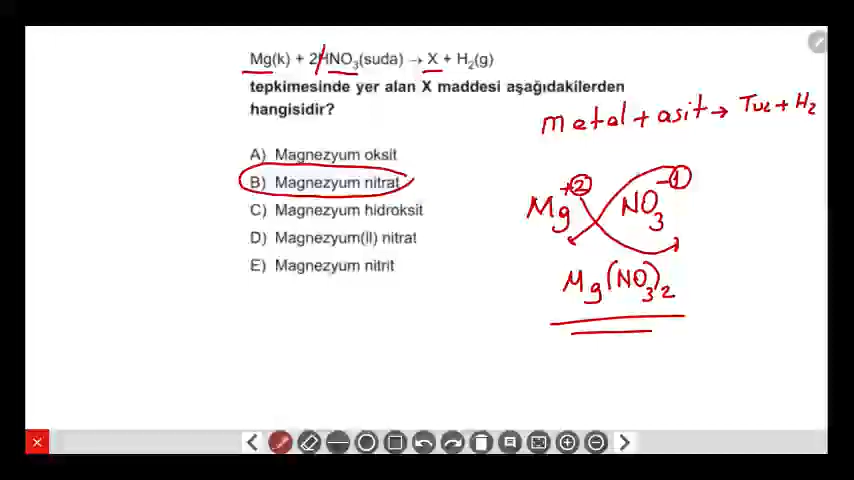 Mg(k) + 2HNO₃(suda) → X + H₂(g)
tepkimesinde yer alan X maddesi aşağıdakilerden
hangisidir?
A) Magnezyum oksit
B) Magnezyum nitrat
C) Magnezyum hidroksit
D) Magnezyum(II) nitrat
E) Magnezyum nitrit
metal + asit → Tuz + H₂
Mg⁺² NO₃⁻¹
Mg(NO₃)₂